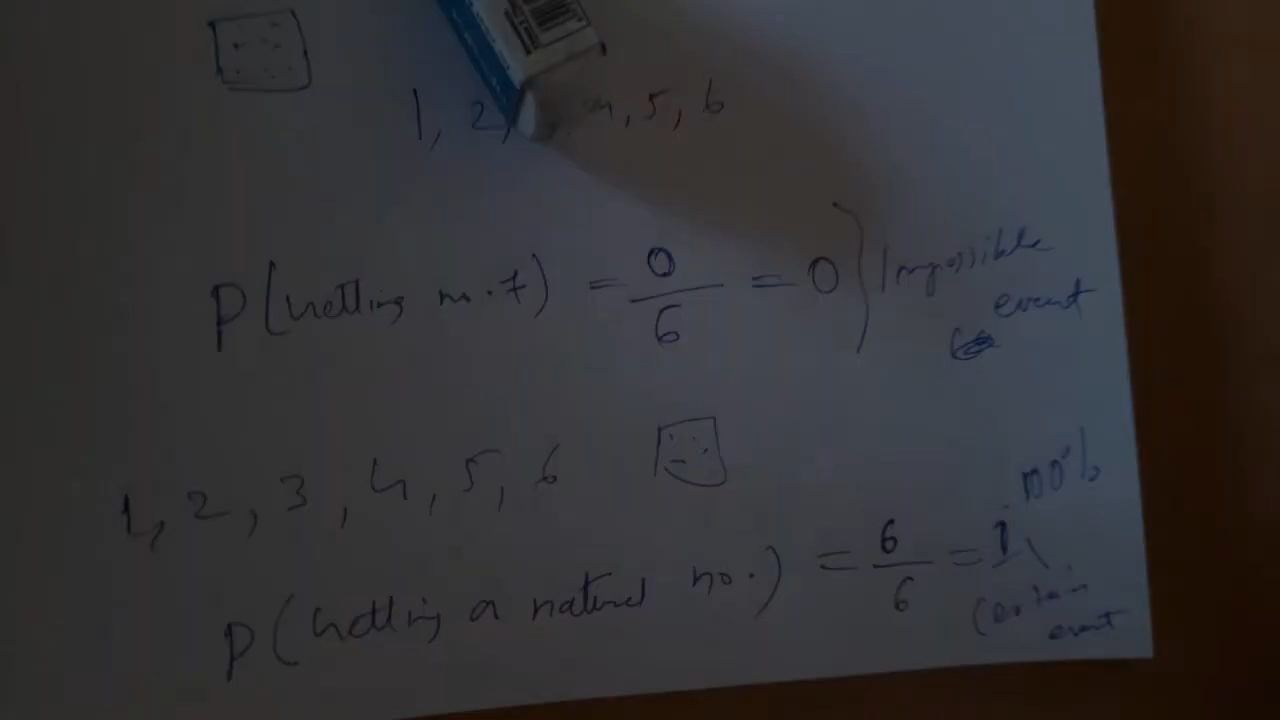 1, 2, 4, 5, 6
P(Getting no. 7) = 0/6 = 0 } Impossible
event
1, 2, 3, 4, 5, 6
100%
P(Getting a natural no.) = 6/6 = 1
Certain
event